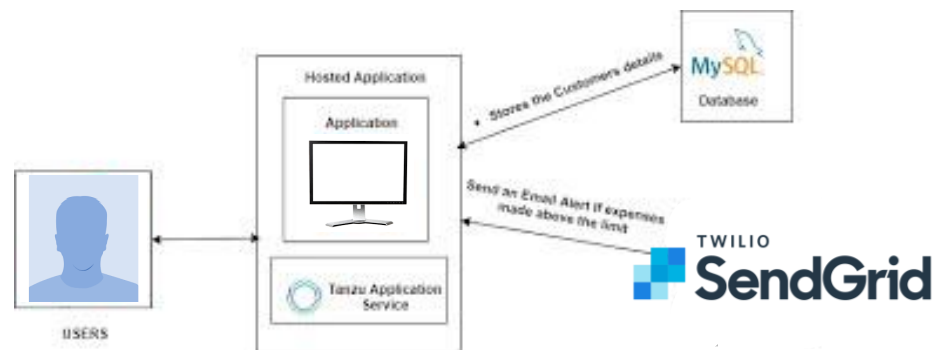 Hosted Application
Application
Tanzu Application
Service
USERS
Stores the Customers details
MySQL
Database
Send an Email Alert if expenses
made above the limit
TWILIO
SendGrid